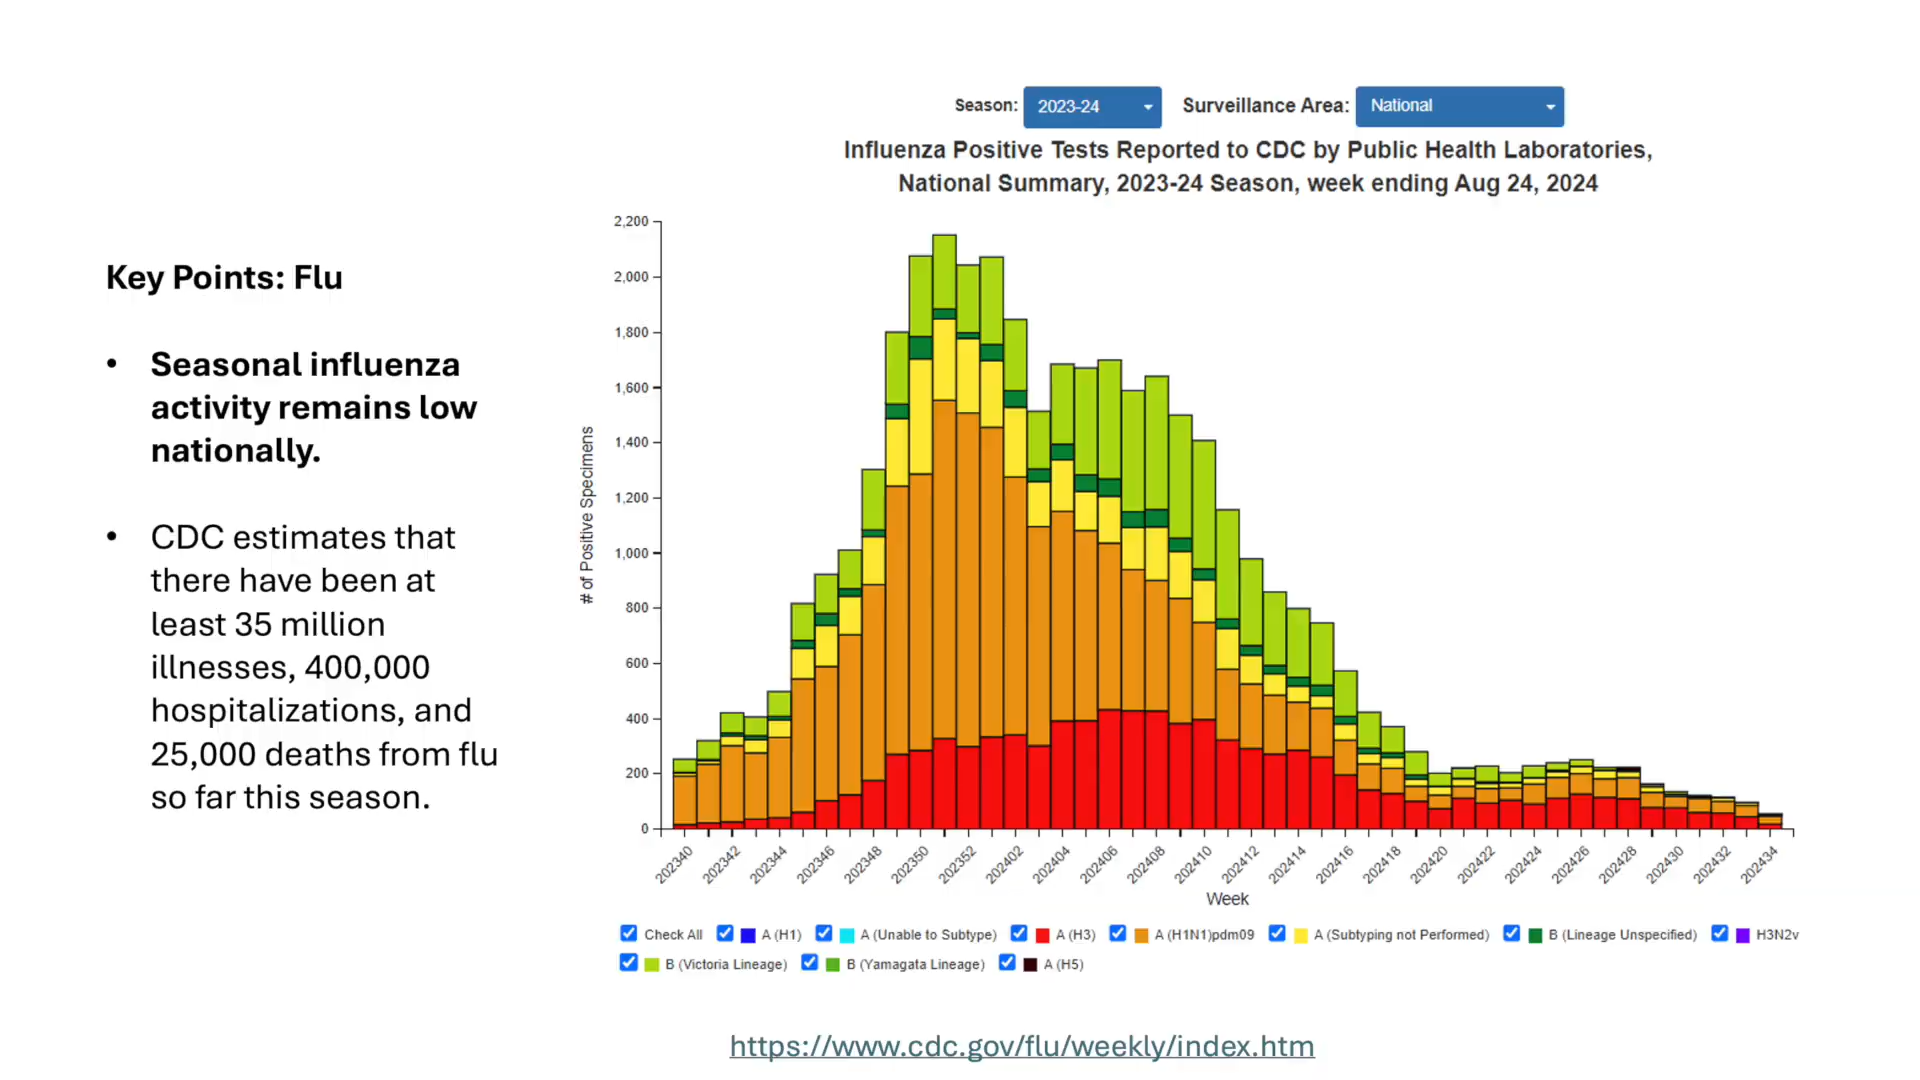 Season: 2023-24 Surveillance Area: National
Influenza Positive Tests Reported to CDC by Public Health Laboratories,
National Summary, 2023-24 Season, week ending Aug 24, 2024
Key Points: Flu
• Seasonal influenza
activity remains low
nationally.
• CDC estimates that
there have been at
least 35 million
illnesses, 400,000
hospitalizations, and
25,000 deaths from flu
so far this season.
# of Positive Specimens
2,200
2,000
1,800
1,600
1,400
1,200
1,000
800
600
400
200
0
202340 202342 202344 202346 202348 202350 202352 202402 202404 202406 202408 202410 202412 202414 202416 202418 202420 202422 202424 202426 202428 202430 202432 202434
Week
Check All A (H1) A (Unable to Subtype) A (H3) A (H1N1)pdm09 A (Subtyping not Performed) B (Lineage Unspecified) H3N2v
B (Victoria Lineage) B (Yamagata Lineage) A (H5)
https://www.cdc.gov/flu/weekly/index.htm